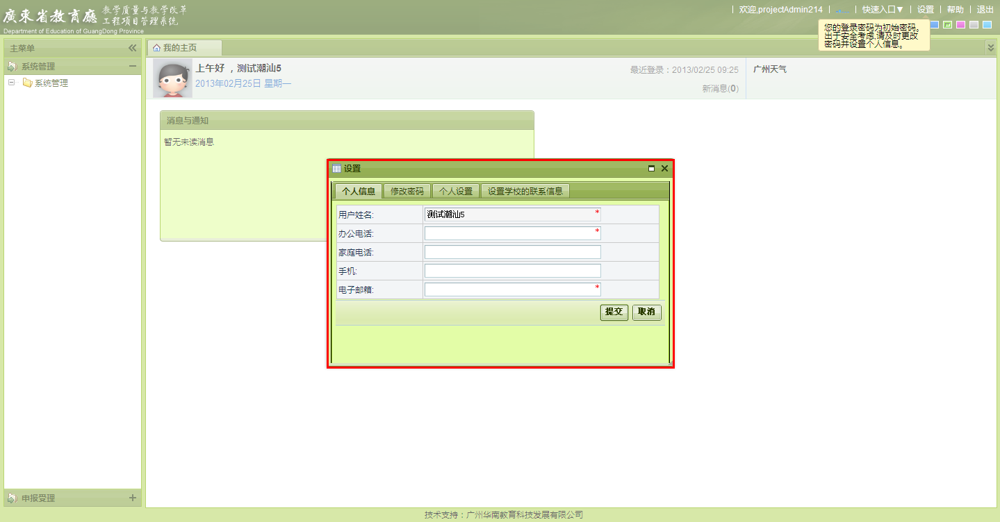 廣東省教育廳 教学质量与教学改革
工程项目管理系统
Department of Education of GuangDong Province
欢迎,projectAdmin214 | | 快速入口▼ | 设置 | 帮助 | 退出
您的登录密码为初始密码。
出于安全考虑,请及时更改
密码并设置个人信息。
主菜单
系统管理
系统管理
申报受理
我的主页
上午好 ，测试潮汕5
2013年02月25日 星期一
最近登录：2013/02/25 09:25
新消息(0)
广州天气
消息与通知
暂无未读消息
设置
个人信息 修改密码 个人设置 设置学校的联系信息
用户姓名: 测试潮汕5 *
办公电话: *
家庭电话:
手机:
电子邮箱: *
提交 取消
技术支持：广州华南教育科技发展有限公司